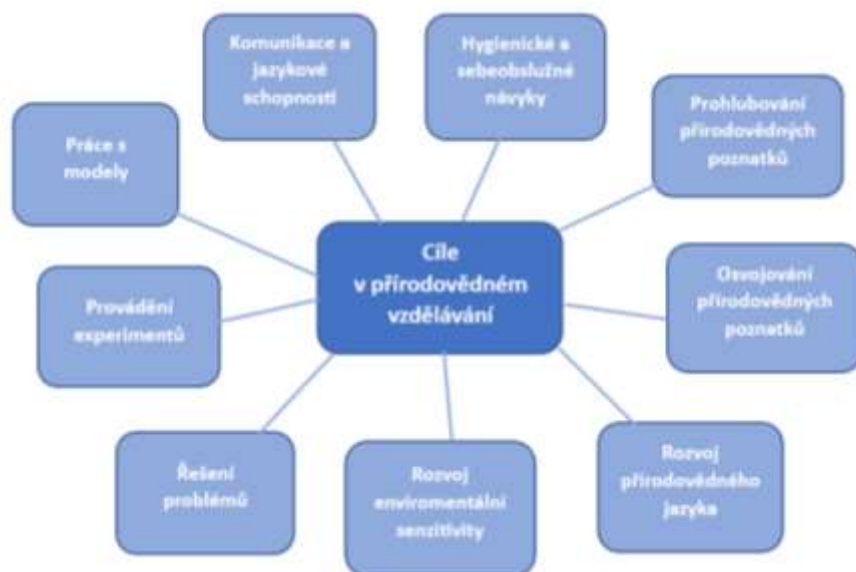 Komunikace a
jazykové
schopnosti
Hygienické a
sebeobslužné
návyky
Prohlubování
přírodovědných
poznatků
Práce s
modely
Cíle
v přírodovědném
vzdělávání
Osvojování
přírodovědných
poznatků
Provádění
experimentů
Řešení
problémů
Rozvoj
enviromentální
senzitivity
Rozvoj
přírodovědného
jazyka